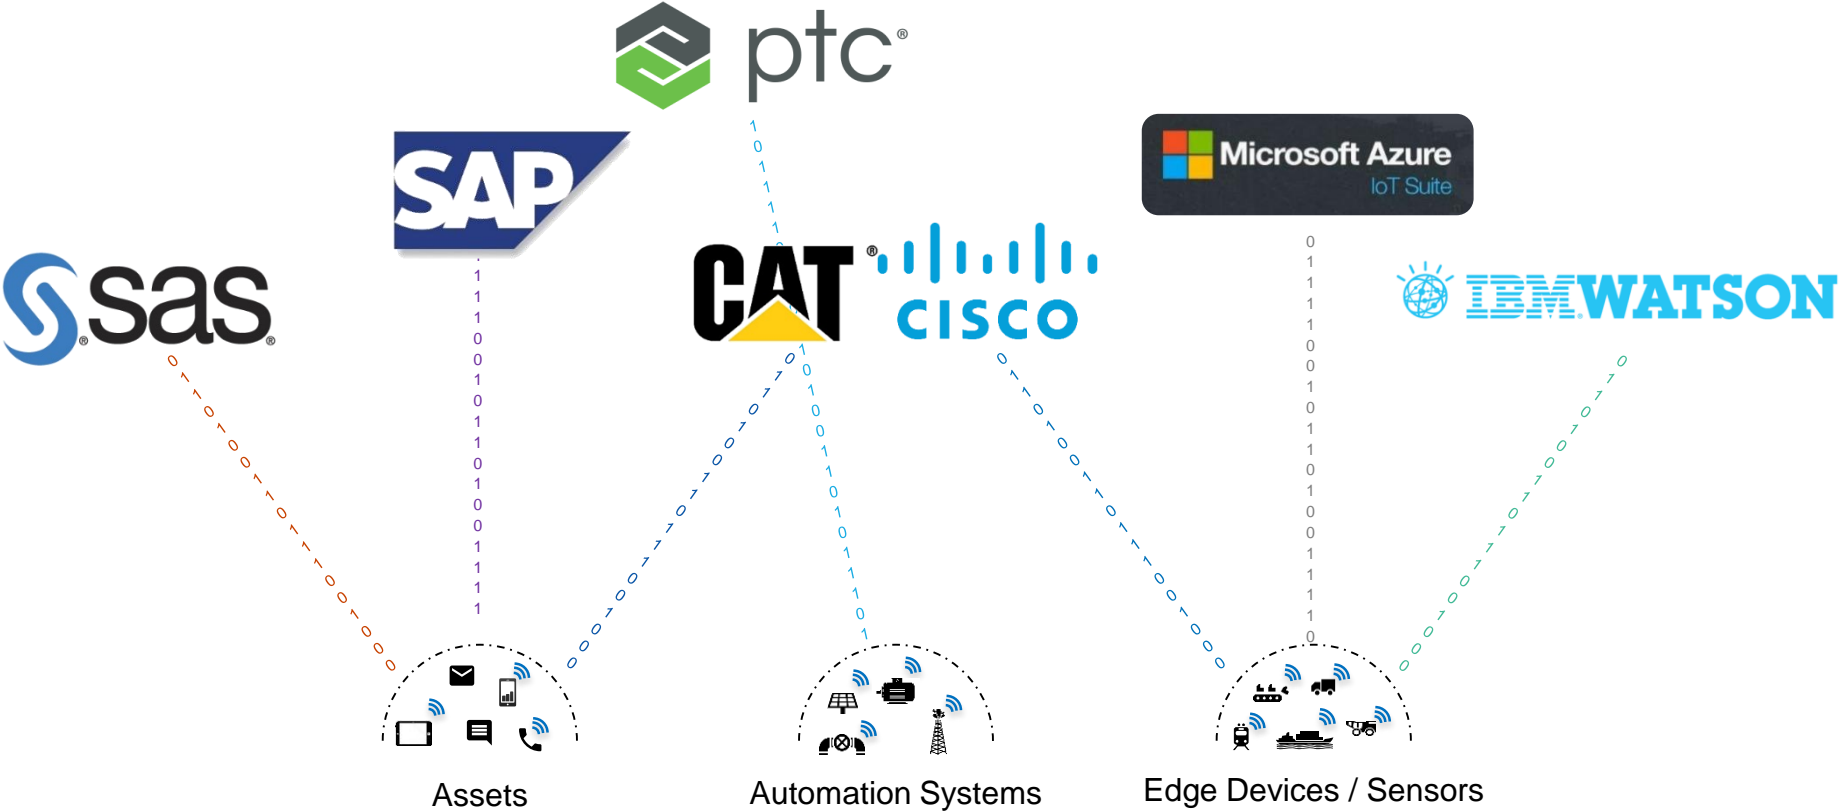 ptc®
SAP
Microsoft Azure
IoT Suite
sas
CAT®
CISCO
IBM WATSON
Assets
Automation Systems
Edge Devices / Sensors